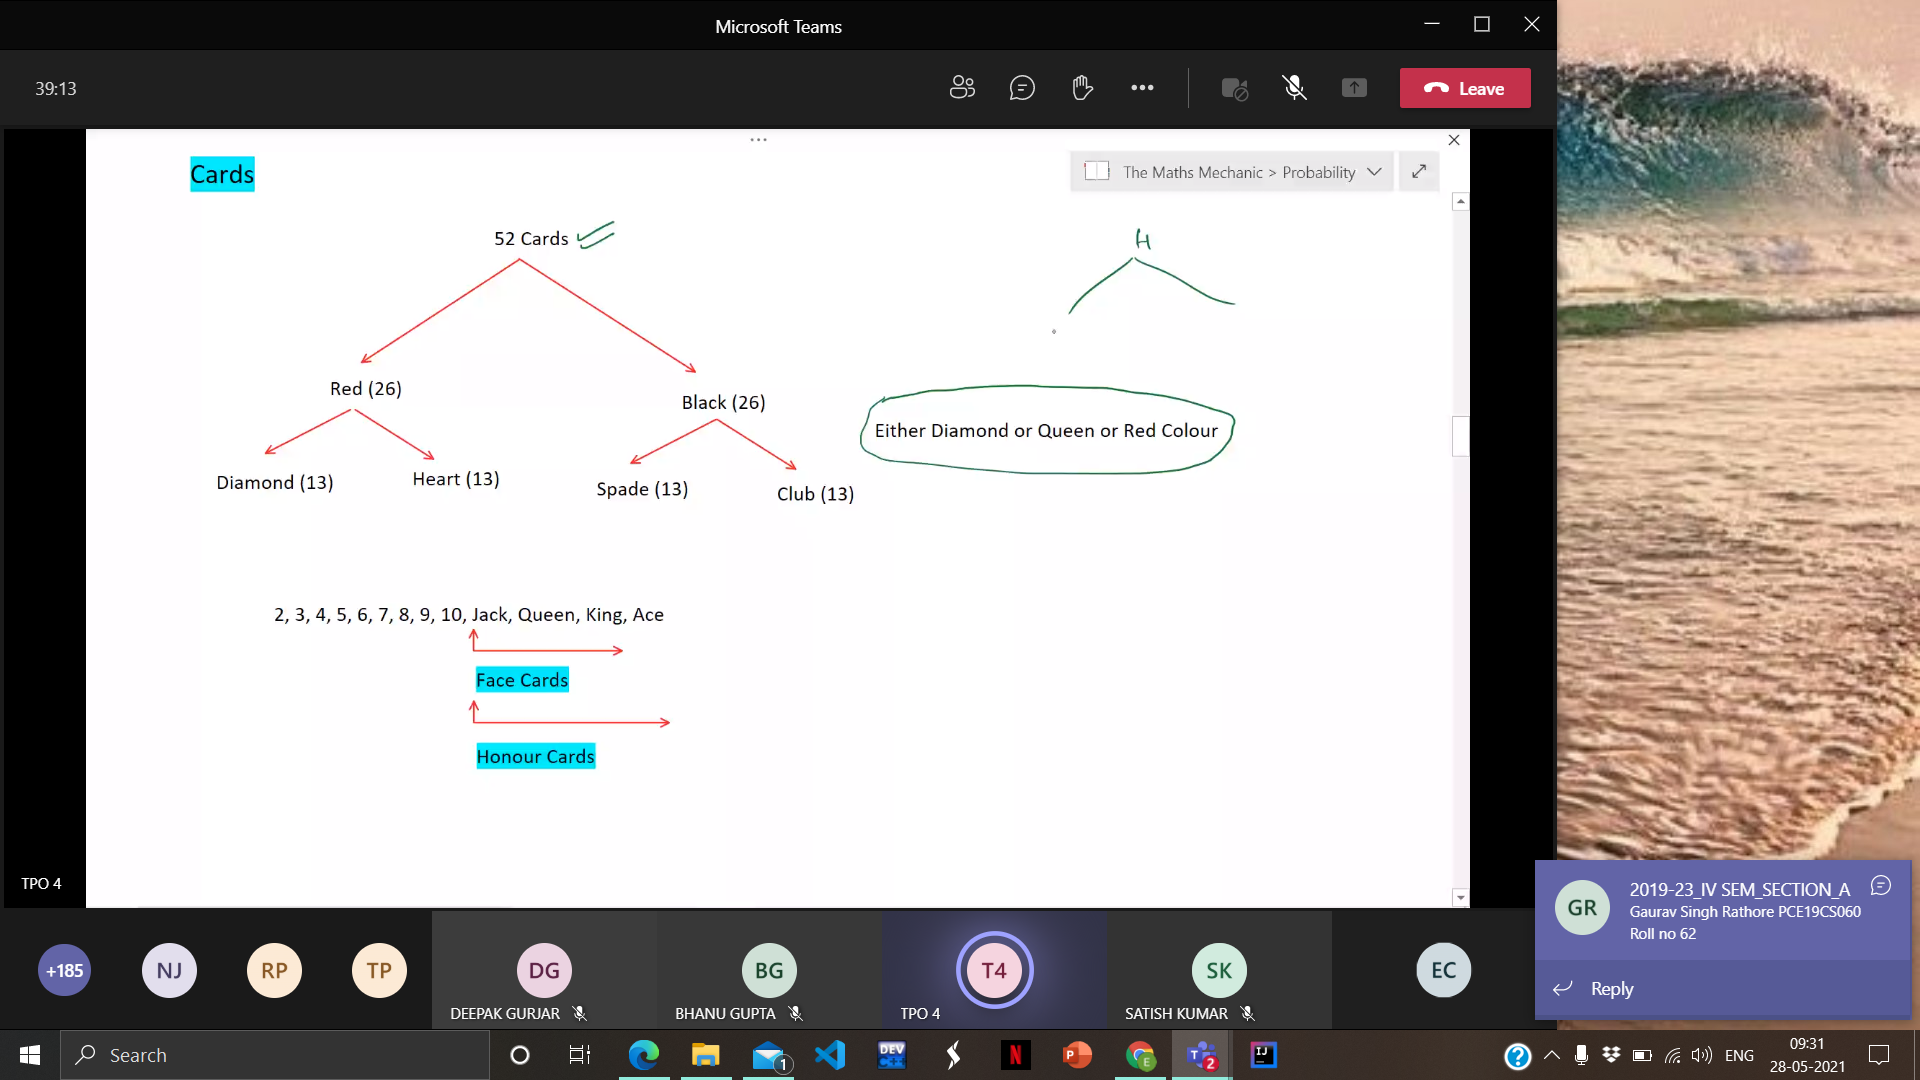 Microsoft Teams
39:13
Leave
Cards
The Maths Mechanic > Probability
52 Cards
H
Red (26)
Black (26)
Either Diamond or Queen or Red Colour
Diamond (13)
Heart (13)
Spade (13)
Club (13)
2, 3, 4, 5, 6, 7, 8, 9, 10, Jack, Queen, King, Ace
Face Cards
Honour Cards
TPO 4
GR
2019-23_IV SEM_SECTION_A
Gaurav Singh Rathore PCE19CS060
Roll no 62
Reply
+185
NJ
RP
TP
DG
DEEPAK GURJAR
BG
BHANU GUPTA
T4
TPO 4
SK
SATISH KUMAR
EC
Search
1
DEV
C++
N
P
E
T
2
IJ
?
ENG
09:31
28-05-2021